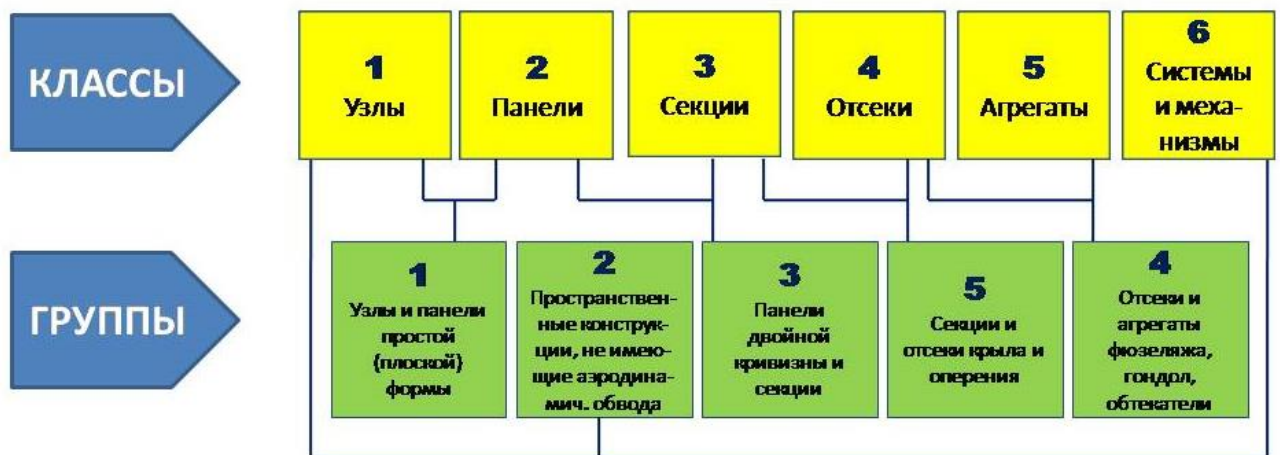 КЛАССЫ
1
Узлы
2
Панели
3
Секции
4
Отсеки
5
Агрегаты
6
Системы
и меха-
низмы
ГРУППЫ
1
Узлы и панели
простой
(плоской)
формы
2
Пространствен-
ные конструк-
ции, не имею-
щие аэродина-
мич. обвода
3
Панели
двойной
кривизны и
секции
5
Секции и
отсеки крыла и
оперения
4
Отсеки и
агрегаты
фюзеляжа,
гондол,
обтекатели